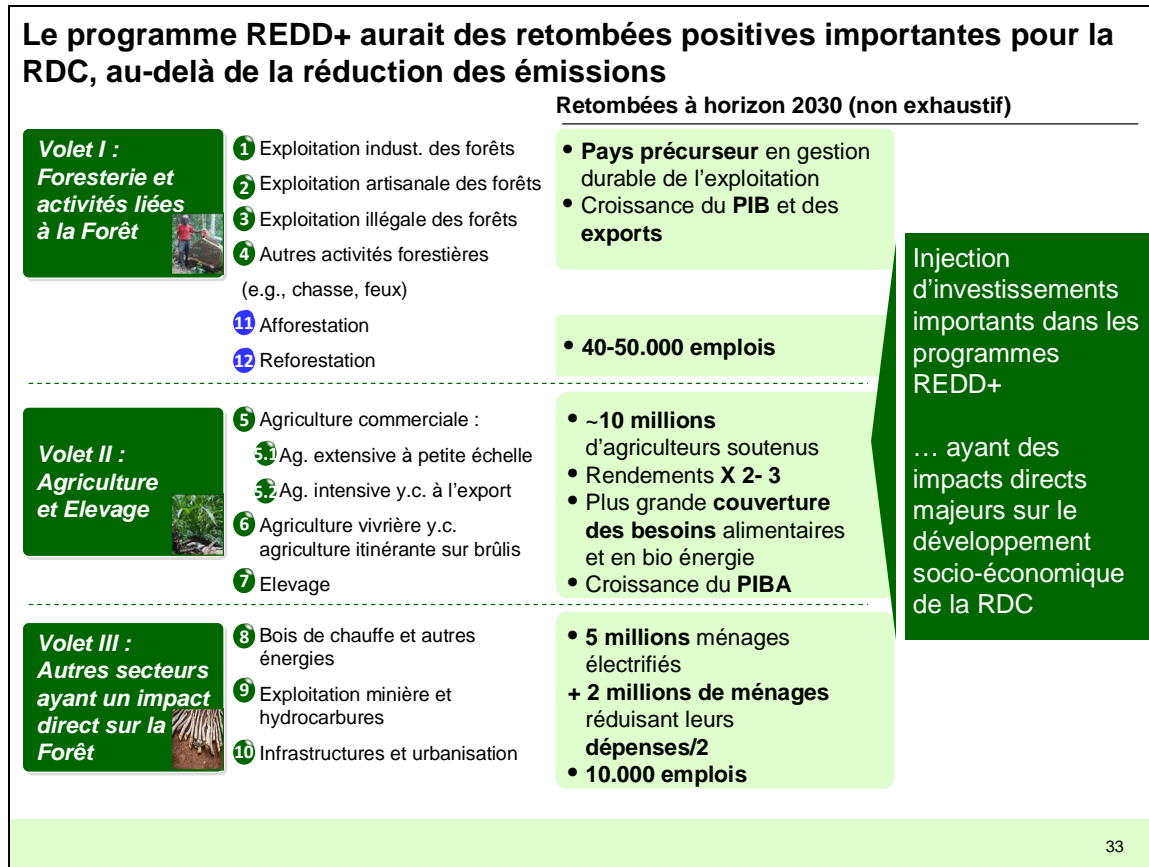 Le programme REDD+ aurait des retombées positives importantes pour la
RDC, au-delà de la réduction des émissions
Retombées à horizon 2030 (non exhaustif)
Volet I :
Foresterie et
activités liées
à la Forêt
1 Exploitation indust. des forêts
2 Exploitation artisanale des forêts
3 Exploitation illégale des forêts
4 Autres activités forestières
(e.g., chasse, feux)
11 Afforestation
12 Reforestation
• Pays précurseur en gestion
durable de l'exploitation
• Croissance du PIB et des
exports
• 40-50.000 emplois
Volet II :
Agriculture
et Elevage
5 Agriculture commerciale :
5.1 Ag. extensive à petite échelle
5.2 Ag. intensive y.c. à l'export
6 Agriculture vivrière y.c.
agriculture itinérante sur brûlis
7 Elevage
• ~10 millions
d'agriculteurs soutenus
• Rendements X 2- 3
• Plus grande couverture
des besoins alimentaires
et en bio énergie
• Croissance du PIBA
Volet III :
Autres secteurs
ayant un impact
direct sur la
Forêt
8 Bois de chauffe et autres
énergies
9 Exploitation minière et
hydrocarbures
10 Infrastructures et urbanisation
• 5 millions ménages
électrifiés
+ 2 millions de ménages
réduisant leurs
dépenses/2
• 10.000 emplois
Injection
d'investissements
importants dans les
programmes
REDD+
… ayant des
impacts directs
majeurs sur le
développement
socio-économique
de la RDC
33